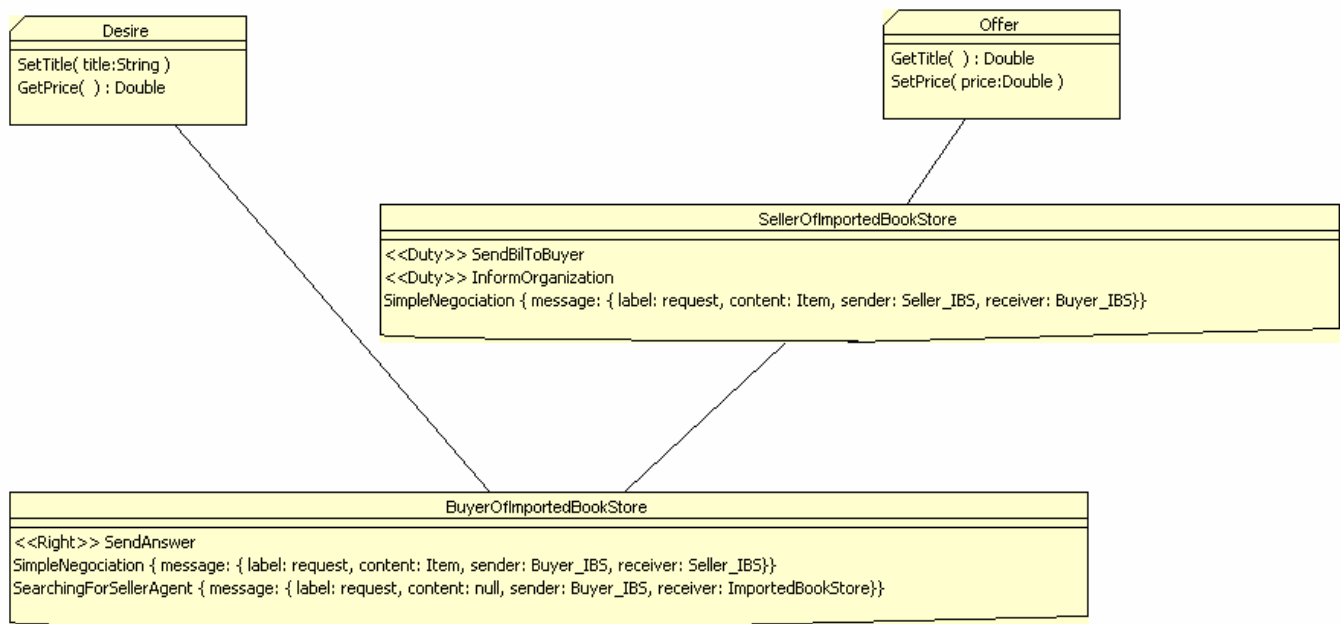 Desire
SetTitle( title:String )
GetPrice( ) : Double
Offer
GetTitle( ) : Double
SetPrice( price:Double )
SellerOfImportedBookStore
<<Duty>> SendBilToBuyer
<<Duty>> InformOrganization
SimpleNegociation { message: { label: request, content: Item, sender: Seller_IBS, receiver: Buyer_IBS}}
BuyerOfImportedBookStore
<<Right>> SendAnswer
SimpleNegociation { message: { label: request, content: Item, sender: Buyer_IBS, receiver: Seller_IBS}}
SearchingForSellerAgent { message: { label: request, content: null, sender: Buyer_IBS, receiver: ImportedBookStore}}